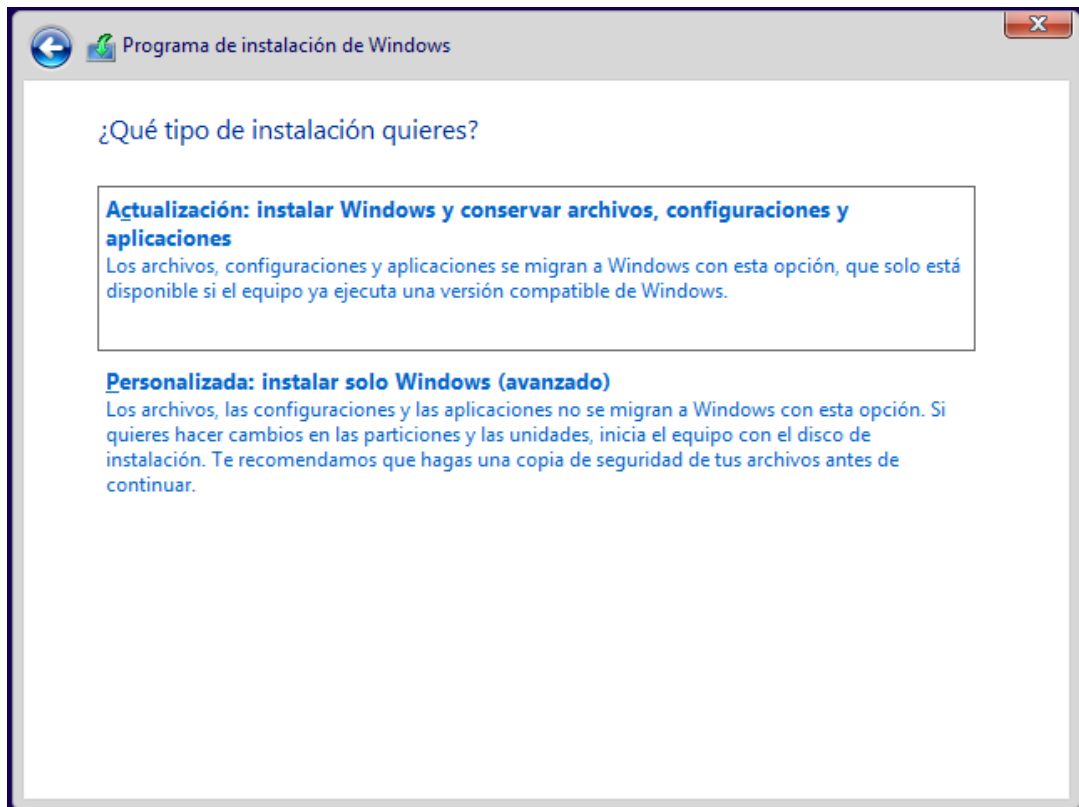 Programa de instalación de Windows
¿Qué tipo de instalación quieres?
Actualización: instalar Windows y conservar archivos, configuraciones y
aplicaciones
Los archivos, configuraciones y aplicaciones se migran a Windows con esta opción, que solo está
disponible si el equipo ya ejecuta una versión compatible de Windows.
Personalizada: instalar solo Windows (avanzado)
Los archivos, las configuraciones y las aplicaciones no se migran a Windows con esta opción. Si
quieres hacer cambios en las particiones y las unidades, inicia el equipo con el disco de
instalación. Te recomendamos que hagas una copia de seguridad de tus archivos antes de
continuar.